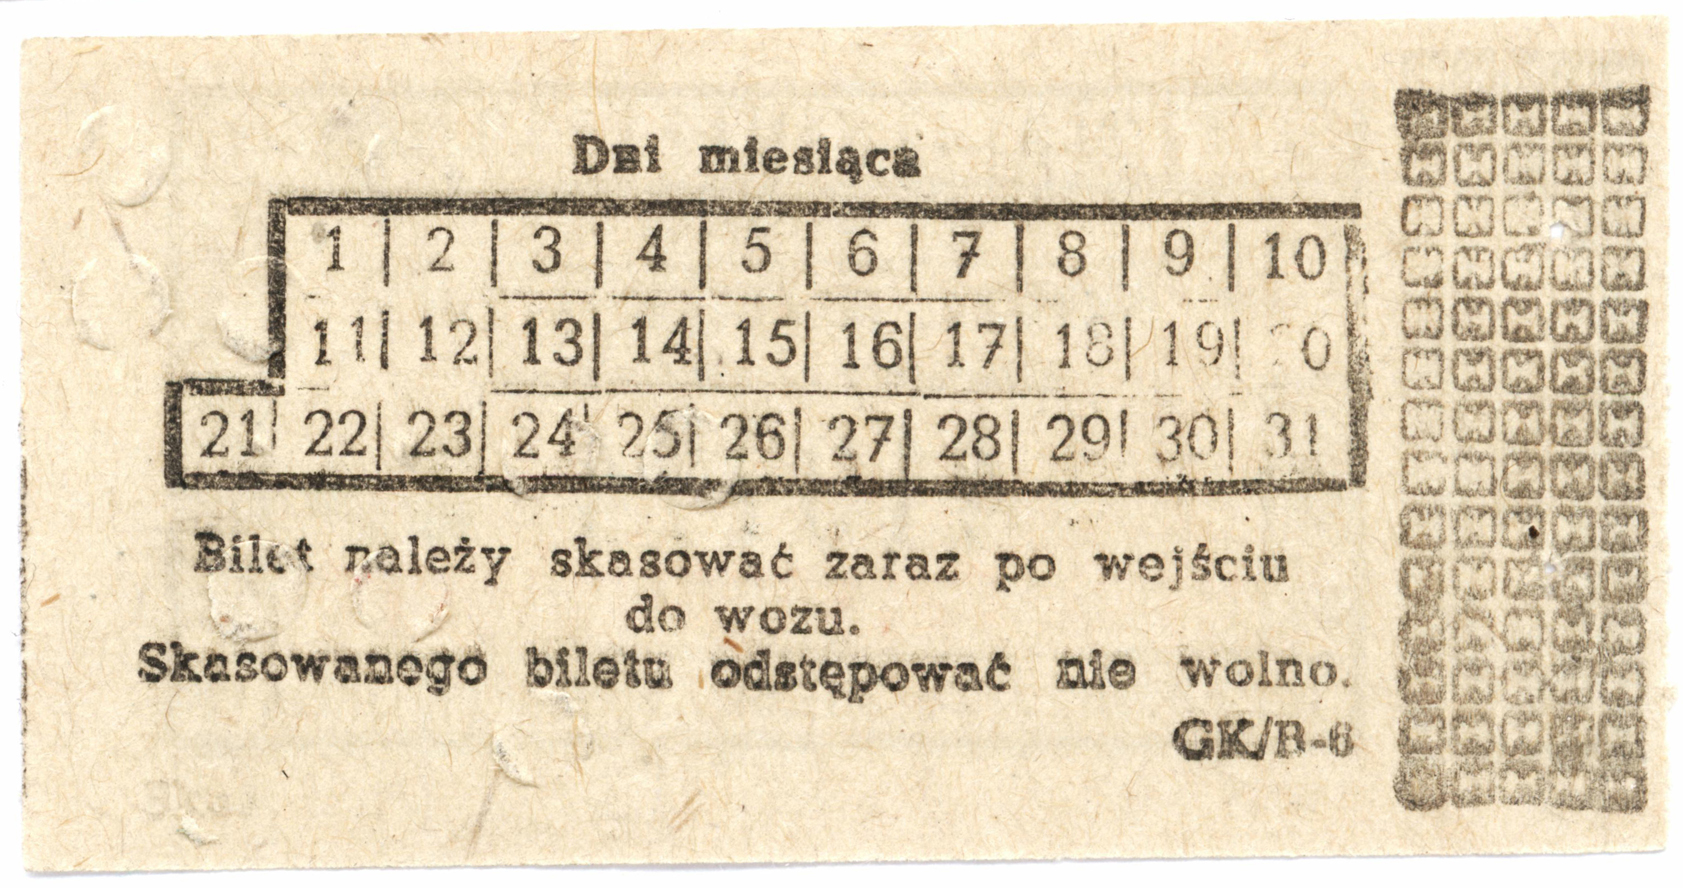 Dni miesiąca
1 | 2 | 3 | 4 | 5 | 6 | 7 | 8 | 9 | 10
11 | 12 | 13 | 14 | 15 | 16 | 17 | 18 | 19 | 20
21 | 22 | 23 | 24 | 25 | 26 | 27 | 28 | 29 | 30 | 31
Bilet należy skasować zaraz po wejściu
do wozu.
Skasowanego biletu odstępować nie wolno.
GK/B-6